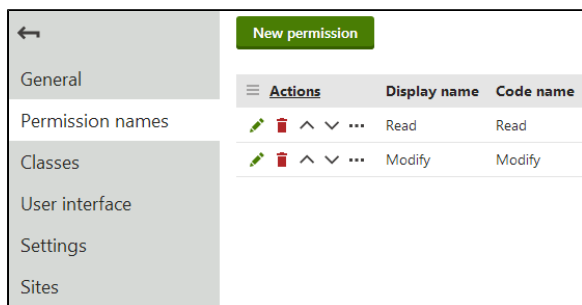 New permission
General
Permission names
Classes
User interface
Settings
Sites
Actions Display name Code name
Read Read
Modify Modify